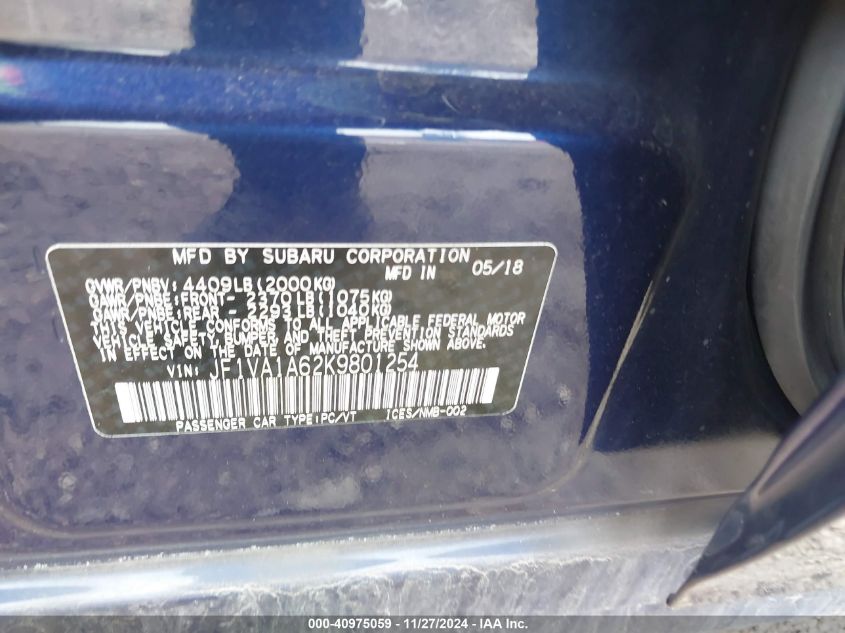 MFD BY SUBARU CORPORATION
MFD IN 05/18
GVWR/PNBV: 4409LB(2000KG)
GAWR/PNBE:FRONT- 2370LB(1075KG)
GAWR/PNBE:REAR - 2293LB(1040KG)
THIS VEHICLE CONFORMS TO ALL APPLICABLE FEDERAL MOTOR
VEHICLE SAFETY, BUMPER, AND THEFT PREVENTION STANDARDS
IN EFFECT ON THE DATE OF MANUFACTURE SHOWN ABOVE.
VIN: JF1VA1A62K9801254
PASSENGER CAR TYPE:PC/VT ICES/NMB-002
000-40975059 - 11/27/2024 - IAA Inc.